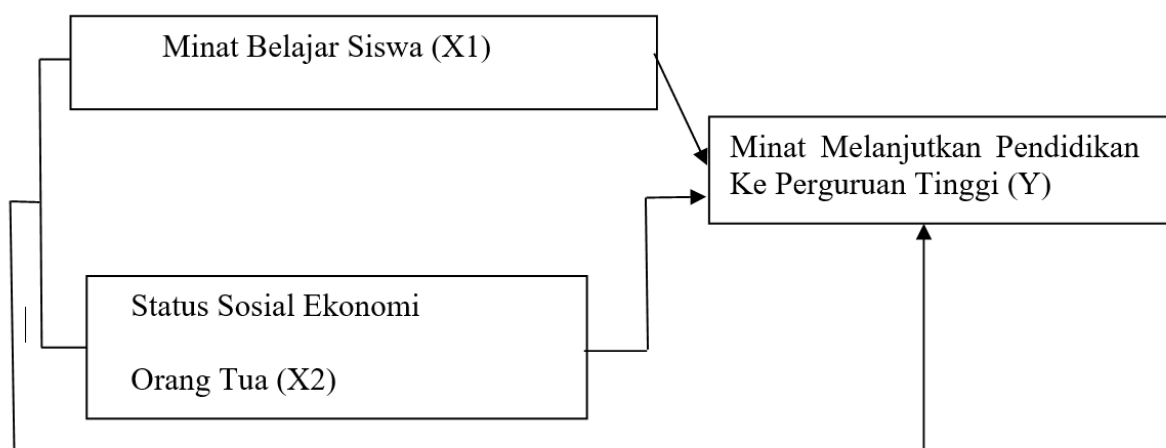 Minat Belajar Siswa (X1)
Minat Melanjutkan Pendidikan
Ke Perguruan Tinggi (Y)
Status Sosial Ekonomi
Orang Tua (X2)